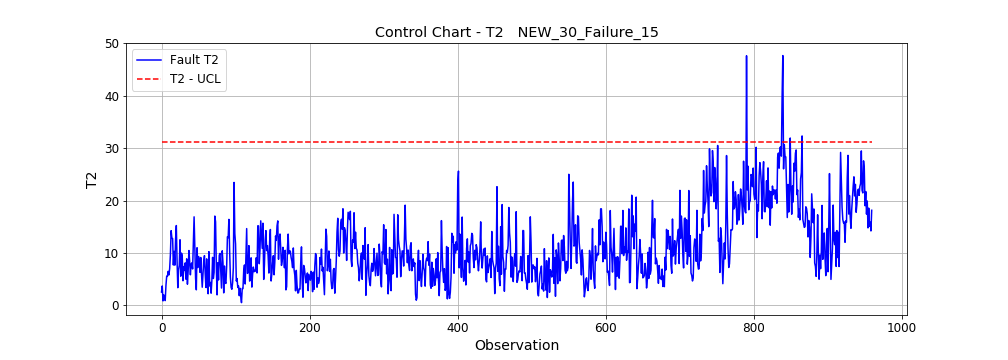 Control Chart - T2   NEW_30_Failure_15
Fault T2
T2 - UCL
50
40
30
20
10
0
T2
0 200 400 600 800 1000
Observation